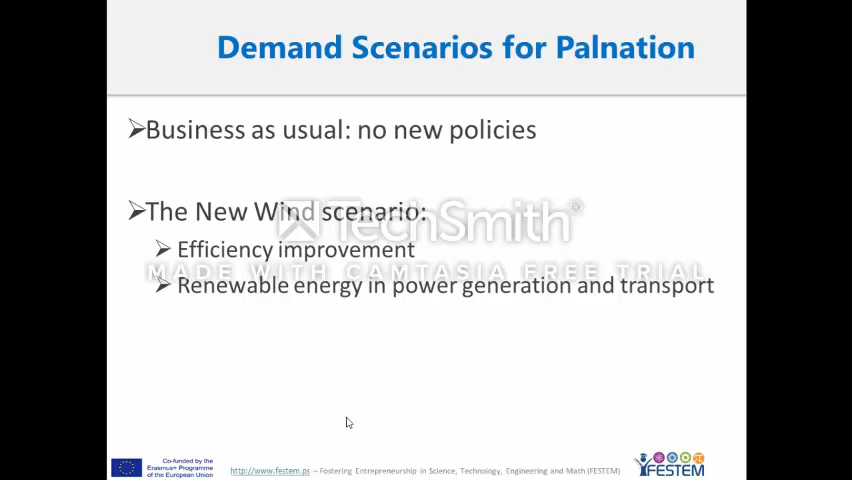 Demand Scenarios for Palnation
➢Business as usual: no new policies
➢The New Wind scenario:
TechSmith®
➢ Efficiency improvement
MADE WITH CAMTASIA FREE TRIAL
➢ Renewable energy in power generation and transport
Co-funded by the
Erasmus+ Programme
of the European Union
http://www.festem.ps – Fostering Entrepreneurship in Science, Technology, Engineering and Math (FESTEM)
FESTEM